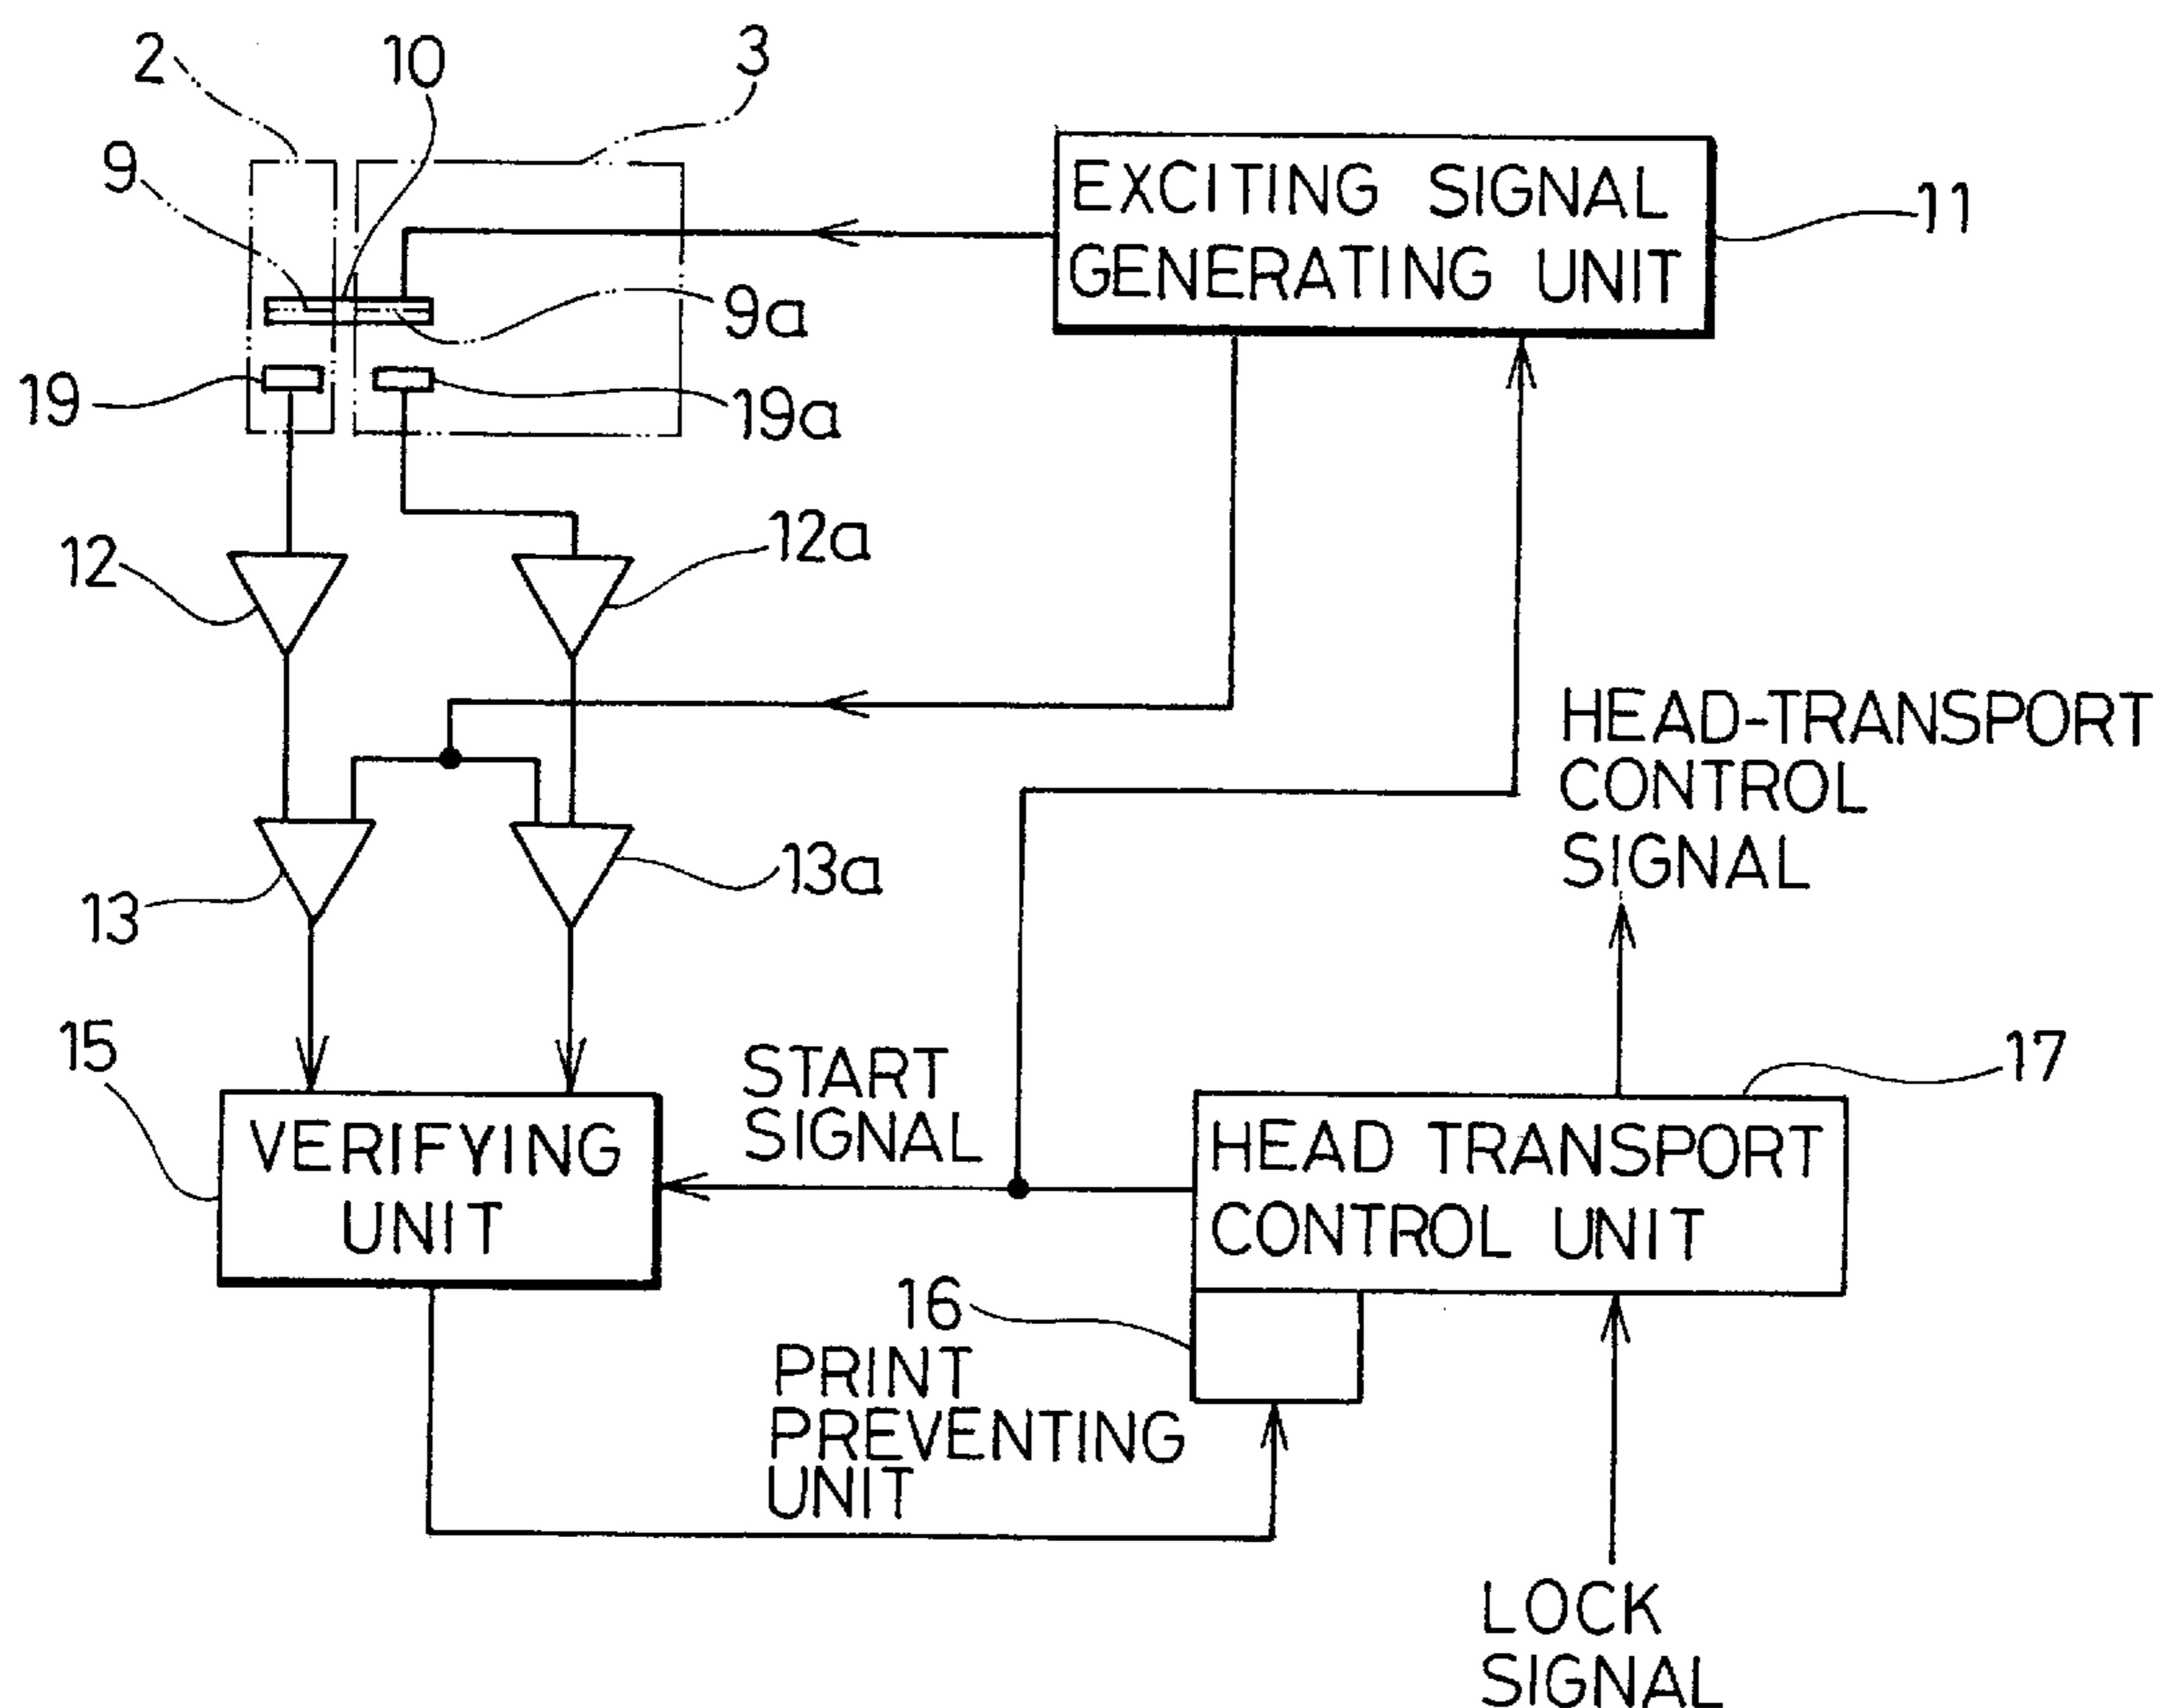 2
10
3
9
EXCITING SIGNAL
GENERATING UNIT
11
9a
19
19a
12
12a
HEAD-TRANSPORT
CONTROL
SIGNAL
13
13a
15
START
SIGNAL
17
VERIFYING
UNIT
HEAD TRANSPORT
CONTROL UNIT
16
PRINT
PREVENTING
UNIT
LOCK
SIGNAL